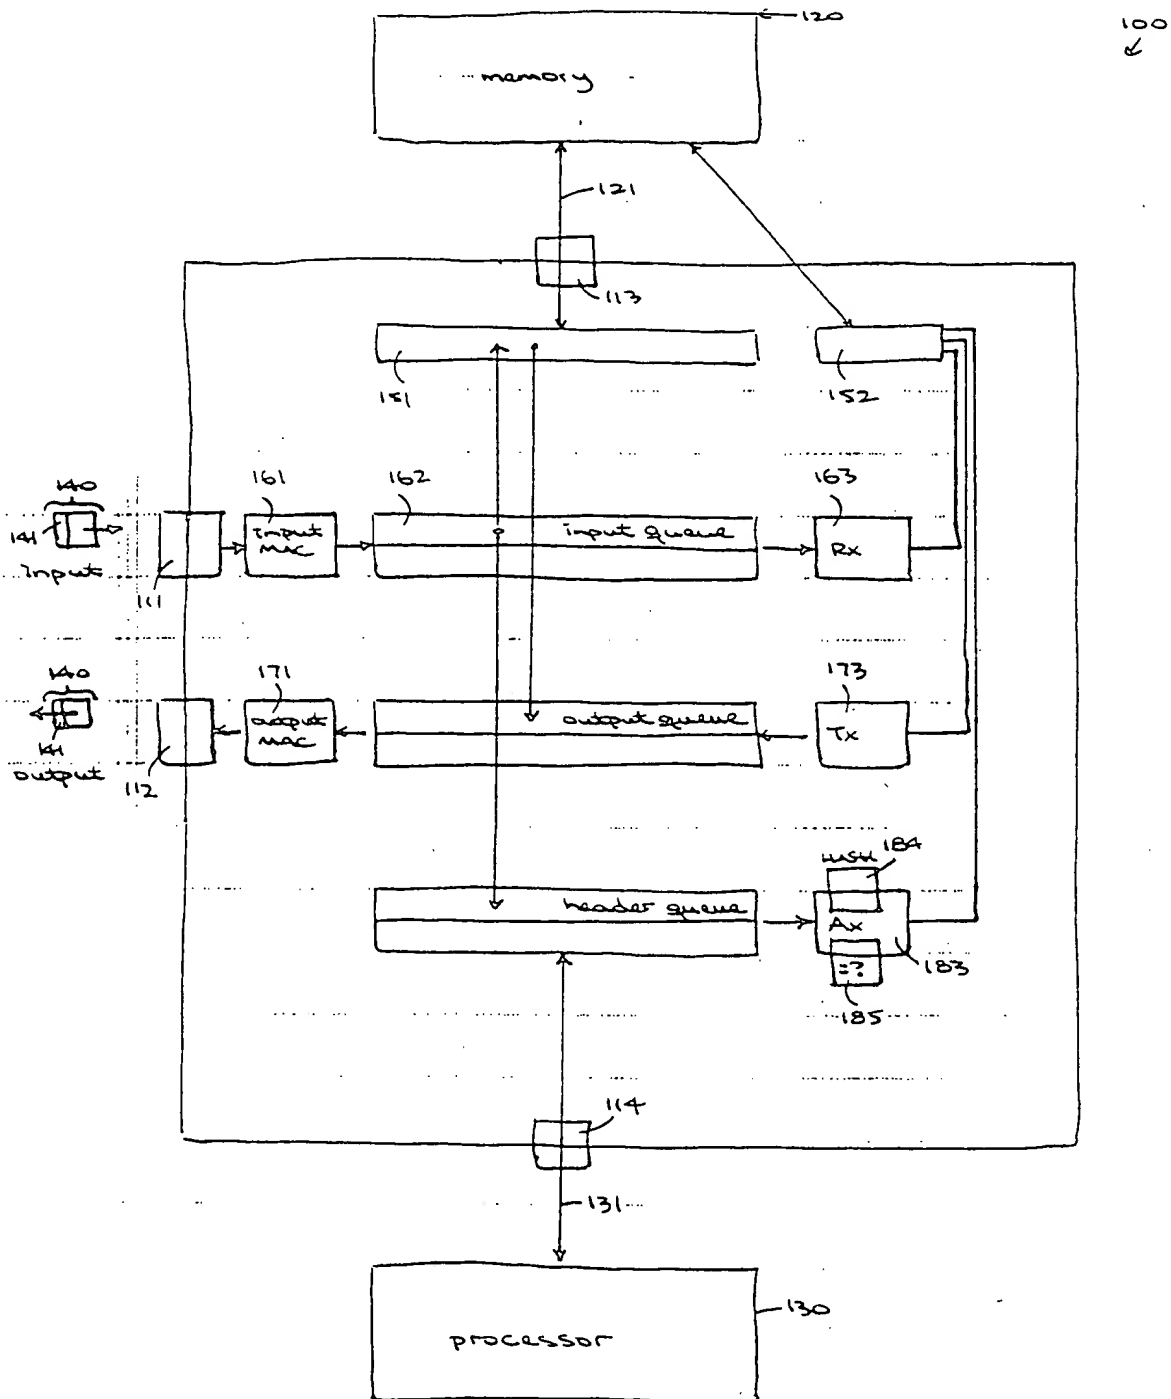 120
100
memory
121
113
151
152
140
161
162
163
141
input
MAC
input queue
Rx
Input
111
140
171
173
141
output
MAC
output queue
Tx
output
112
HASH
184
header queue
Ax
=?
183
185
114
131
130
processor